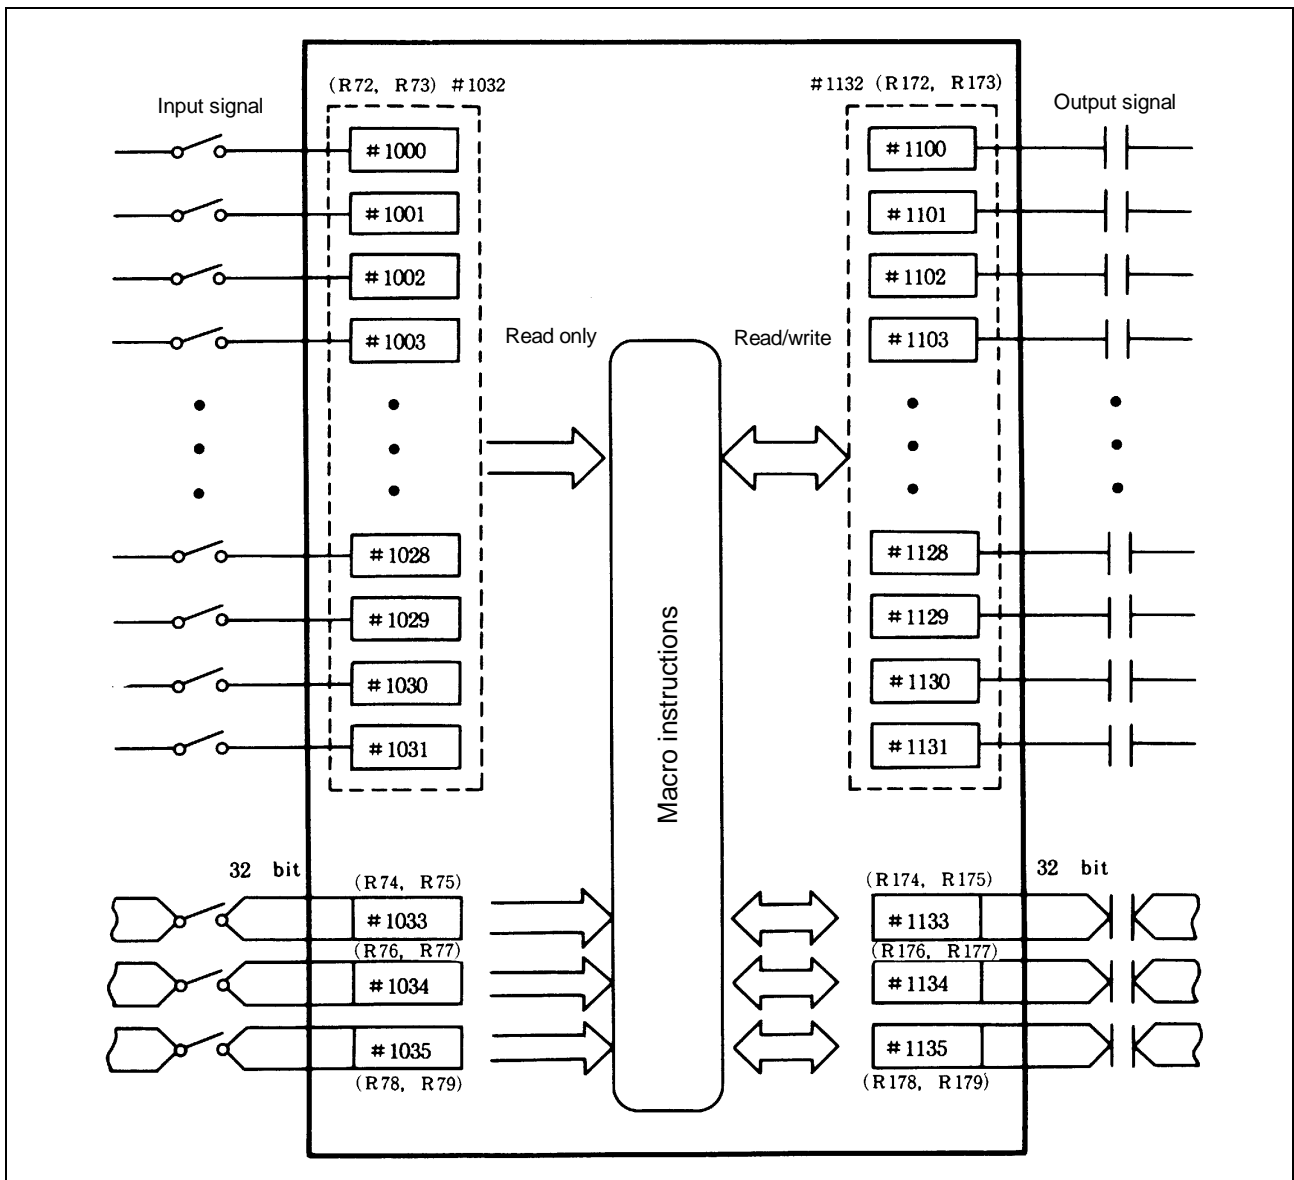 (R72, R73) #1032
#1132 (R172, R173)
Input signal
Output signal
#1000
#1100
#1001
#1101
#1002
#1102
#1003
#1103
Read only
Read/write
#1028
#1128
#1029
#1129
#1030
#1130
#1031
#1131
Macro instructions
32 bit
32 bit
(R74, R75)
(R174, R175)
#1033
#1133
(R76, R77)
(R176, R177)
#1034
#1134
#1035
#1135
(R78, R79)
(R178, R179)